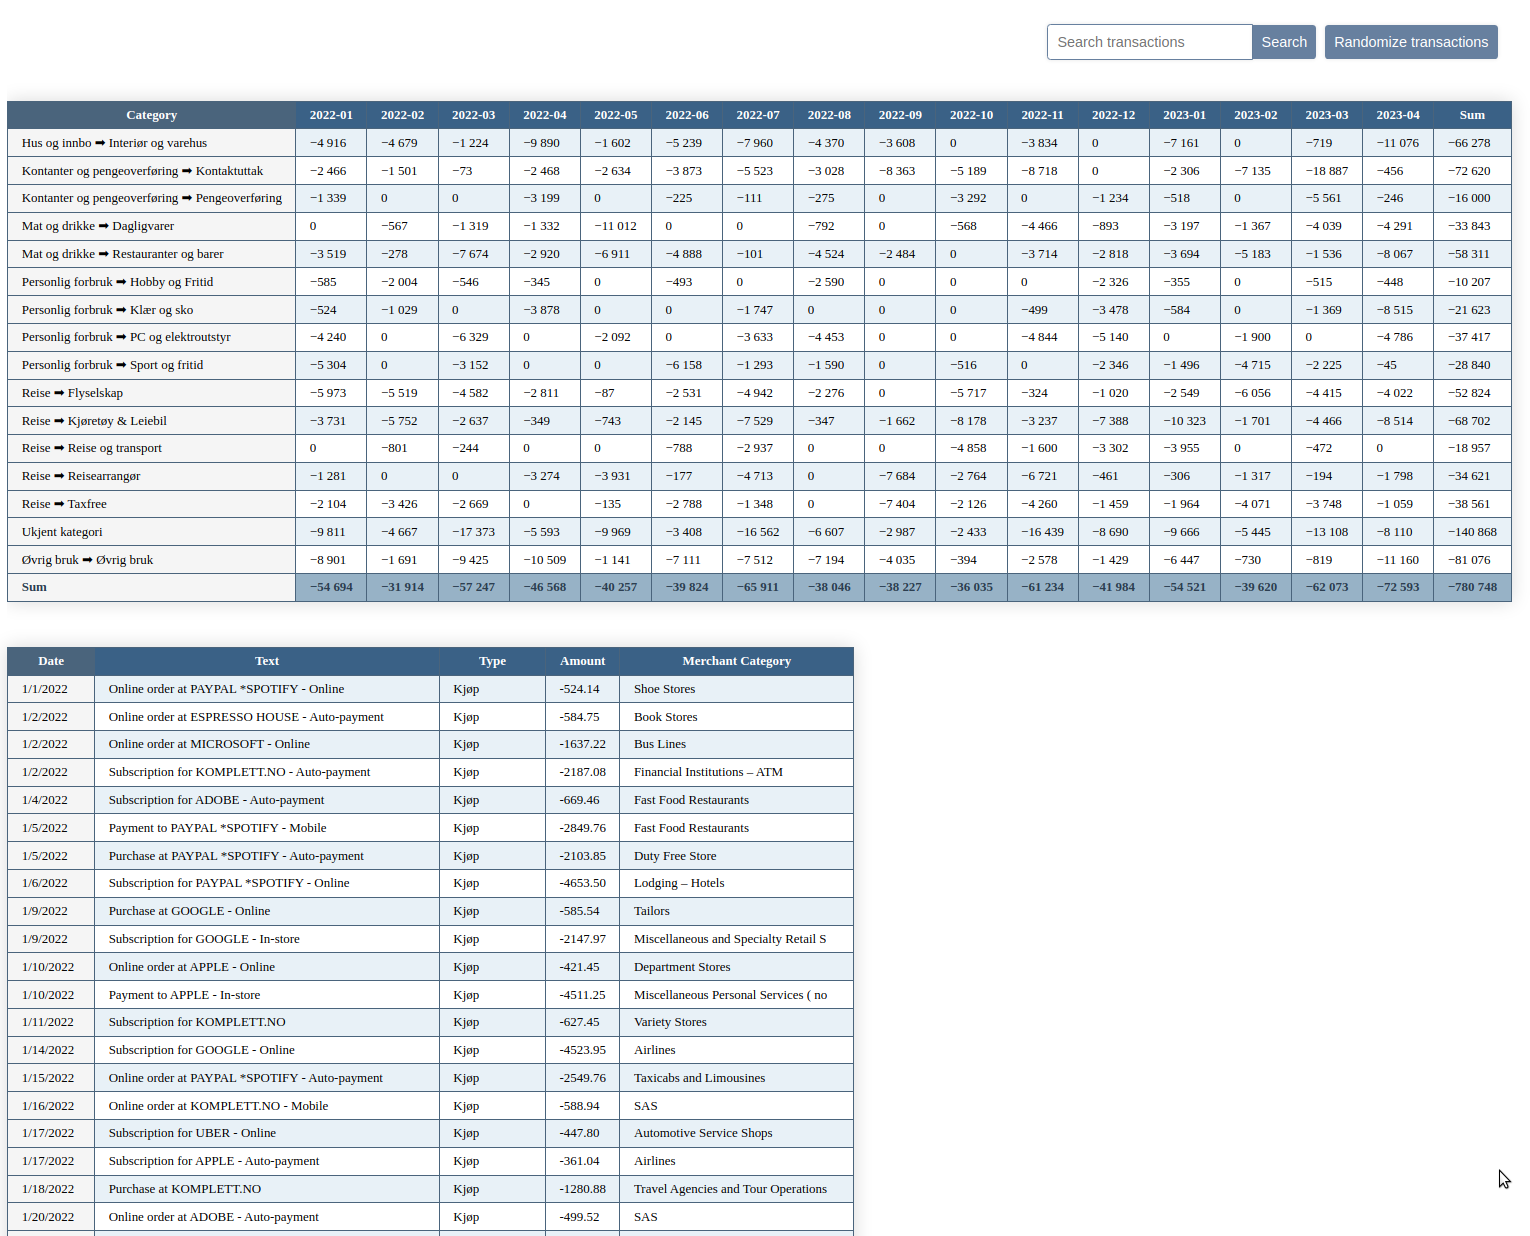 Search transactions Search Randomize transactions
Category 2022-01 2022-02 2022-03 2022-04 2022-05 2022-06 2022-07 2022-08 2022-09 2022-10 2022-11 2022-12 2023-01 2023-02 2023-03 2023-04 Sum
Hus og innbo ➡ Interiør og varehus −4 916 −4 679 −1 224 −9 890 −1 602 −5 239 −7 960 −4 370 −3 608 0 −3 834 0 −7 161 0 −719 −11 076 −66 278
Kontanter og pengeoverføring ➡ Kontaktuttak −2 466 −1 501 −73 −2 468 −2 634 −3 873 −5 523 −3 028 −8 363 −5 189 −8 718 0 −2 306 −7 135 −18 887 −456 −72 620
Kontanter og pengeoverføring ➡ Pengeoverføring −1 339 0 0 −3 199 0 −225 −111 −275 0 −3 292 0 −1 234 −518 0 −5 561 −246 −16 000
Mat og drikke ➡ Dagligvarer 0 −567 −1 319 −1 332 −11 012 0 0 −792 0 −568 −4 466 −893 −3 197 −1 367 −4 039 −4 291 −33 843
Mat og drikke ➡ Restauranter og barer −3 519 −278 −7 674 −2 920 −6 911 −4 888 −101 −4 524 −2 484 0 −3 714 −2 818 −3 694 −5 183 −1 536 −8 067 −58 311
Personlig forbruk ➡ Hobby og Fritid −585 −2 004 −546 −345 0 −493 0 −2 590 0 0 0 −2 326 −355 0 −515 −448 −10 207
Personlig forbruk ➡ Klær og sko −524 −1 029 0 −3 878 0 0 −1 747 0 0 0 −499 −3 478 −584 0 −1 369 −8 515 −21 623
Personlig forbruk ➡ PC og elektroutstyr −4 240 0 −6 329 0 −2 092 0 −3 633 −4 453 0 0 −4 844 −5 140 0 −1 900 0 −4 786 −37 417
Personlig forbruk ➡ Sport og fritid −5 304 0 −3 152 0 0 −6 158 −1 293 −1 590 0 −516 0 −2 346 −1 496 −4 715 −2 225 −45 −28 840
Reise ➡ Flyselskap −5 973 −5 519 −4 582 −2 811 −87 −2 531 −4 942 −2 276 0 −5 717 −324 −1 020 −2 549 −6 056 −4 415 −4 022 −52 824
Reise ➡ Kjøretøy & Leiebil −3 731 −5 752 −2 637 −349 −743 −2 145 −7 529 −347 −1 662 −8 178 −3 237 −7 388 −10 323 −1 701 −4 466 −8 514 −68 702
Reise ➡ Reise og transport 0 −801 −244 0 0 −788 −2 937 0 0 −4 858 −1 600 −3 302 −3 955 0 −472 0 −18 957
Reise ➡ Reisearrangør −1 281 0 0 −3 274 −3 931 −177 −4 713 0 −7 684 −2 764 −6 721 −461 −306 −1 317 −194 −1 798 −34 621
Reise ➡ Taxfree −2 104 −3 426 −2 669 0 −135 −2 788 −1 348 0 −7 404 −2 126 −4 260 −1 459 −1 964 −4 071 −3 748 −1 059 −38 561
Ukjent kategori −9 811 −4 667 −17 373 −5 593 −9 969 −3 408 −16 562 −6 607 −2 987 −2 433 −16 439 −8 690 −9 666 −5 445 −13 108 −8 110 −140 868
Øvrig bruk ➡ Øvrig bruk −8 901 −1 691 −9 425 −10 509 −1 141 −7 111 −7 512 −7 194 −4 035 −394 −2 578 −1 429 −6 447 −730 −819 −11 160 −81 076
Sum −54 694 −31 914 −57 247 −46 568 −40 257 −39 824 −65 911 −38 046 −38 227 −36 035 −61 234 −41 984 −54 521 −39 620 −62 073 −72 593 −780 748
Date Text Type Amount Merchant Category
1/1/2022 Online order at PAYPAL *SPOTIFY - Online Kjøp -524.14 Shoe Stores
1/2/2022 Online order at ESPRESSO HOUSE - Auto-payment Kjøp -584.75 Book Stores
1/2/2022 Online order at MICROSOFT - Online Kjøp -1637.22 Bus Lines
1/2/2022 Subscription for KOMPLETT.NO - Auto-payment Kjøp -2187.08 Financial Institutions – ATM
1/4/2022 Subscription for ADOBE - Auto-payment Kjøp -669.46 Fast Food Restaurants
1/5/2022 Payment to PAYPAL *SPOTIFY - Mobile Kjøp -2849.76 Fast Food Restaurants
1/5/2022 Purchase at PAYPAL *SPOTIFY - Auto-payment Kjøp -2103.85 Duty Free Store
1/6/2022 Subscription for PAYPAL *SPOTIFY - Online Kjøp -4653.50 Lodging – Hotels
1/9/2022 Purchase at GOOGLE - Online Kjøp -585.54 Tailors
1/9/2022 Subscription for GOOGLE - In-store Kjøp -2147.97 Miscellaneous and Specialty Retail S
1/10/2022 Online order at APPLE - Online Kjøp -421.45 Department Stores
1/10/2022 Payment to APPLE - In-store Kjøp -4511.25 Miscellaneous Personal Services ( no
1/11/2022 Subscription for KOMPLETT.NO Kjøp -627.45 Variety Stores
1/14/2022 Subscription for GOOGLE - Online Kjøp -4523.95 Airlines
1/15/2022 Online order at PAYPAL *SPOTIFY - Auto-payment Kjøp -2549.76 Taxicabs and Limousines
1/16/2022 Online order at KOMPLETT.NO - Mobile Kjøp -588.94 SAS
1/17/2022 Subscription for UBER - Online Kjøp -447.80 Automotive Service Shops
1/17/2022 Subscription for APPLE - Auto-payment Kjøp -361.04 Airlines
1/18/2022 Purchase at KOMPLETT.NO Kjøp -1280.88 Travel Agencies and Tour Operations
1/20/2022 Online order at ADOBE - Auto-payment Kjøp -499.52 SAS